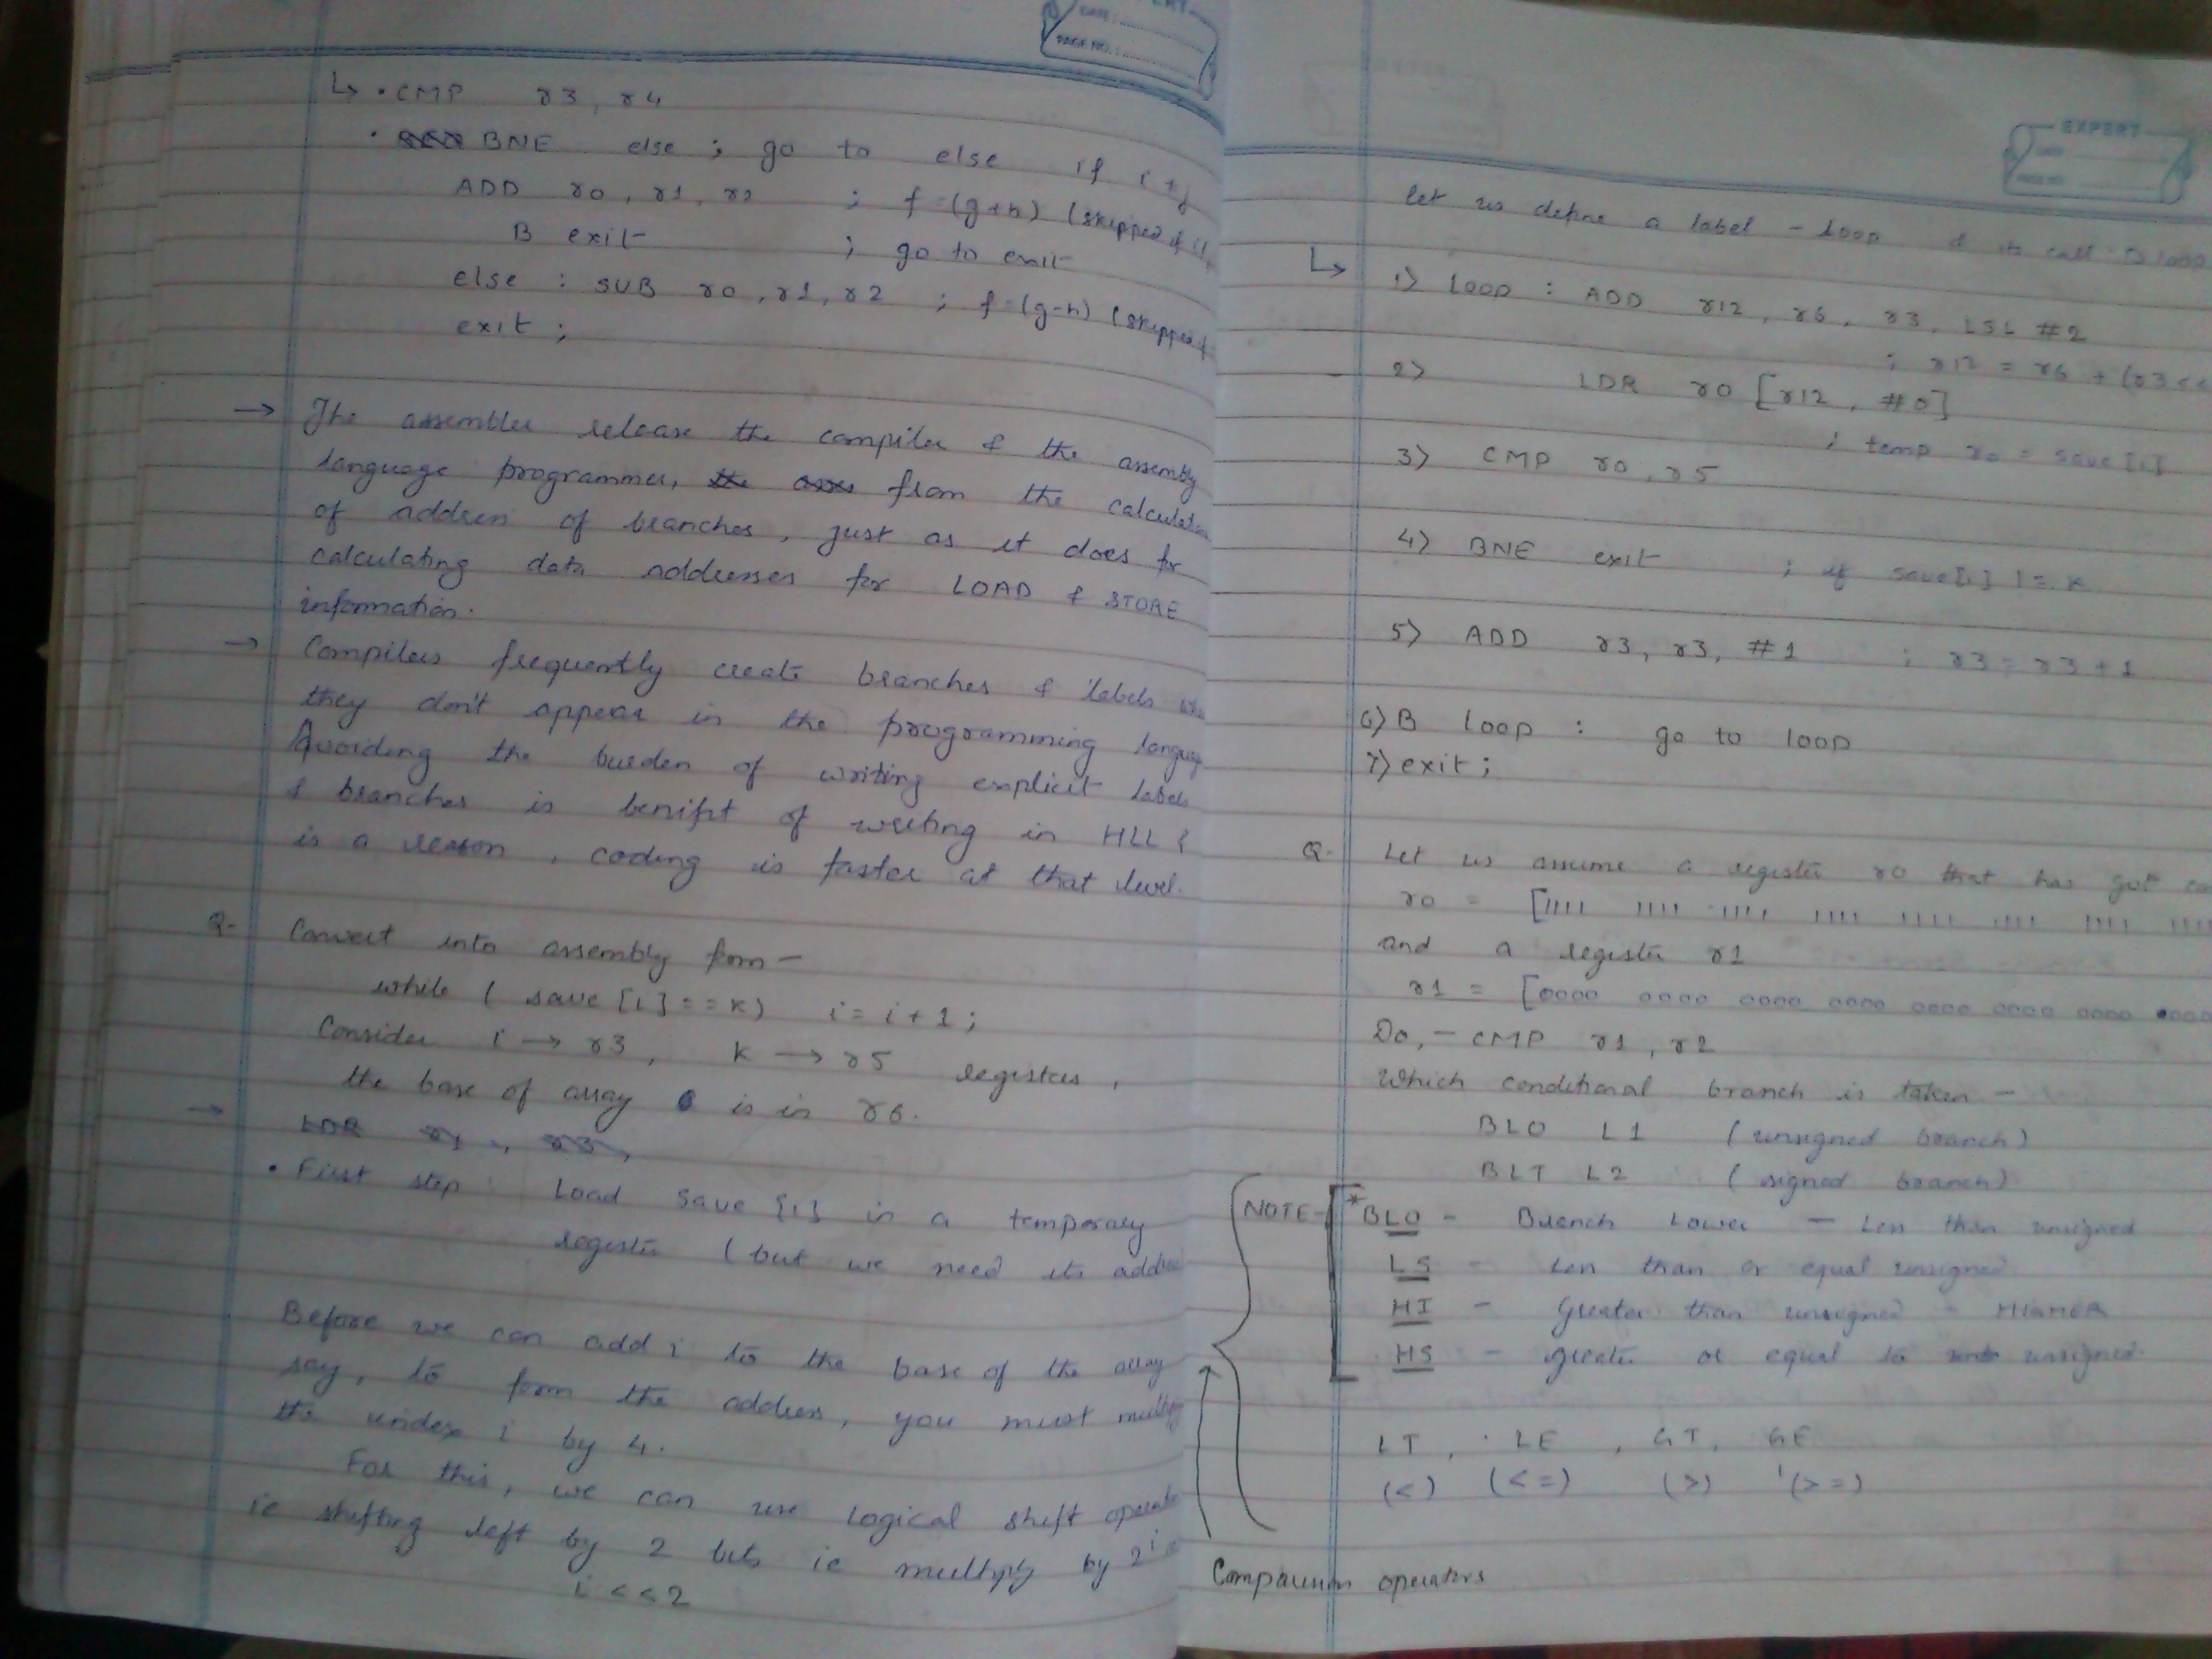 DATE:
PAGE NO.:
↳ • CMP r3, r4
• BNE else ; go to else if i
ADD r0, r1, r2 ; f = (g+h) (skipped if
B exit ; go to exit
else : SUB r0, r1, r2 ; f = (g-h) (skipped
exit ;
→ The assembler release the compiler & the assembly
language programmer, from the
of address of branches, just as it does for
calculating data addresses for LOAD & STORE
information.
→ Compilers frequently create branches & labels
they don't appear in the programming
Avoiding the burden of writing explicit labels
& branches is benifit of writing in HLL &
is a reason, coding is faster at that level.
Q- Convert into assembly form -
while ( save [i] == k) i = i + 1 ;
Consider i → r3, k → r5 registers,
the base of array is in r6.
→ LDR r1, r3,
• First step: Load save [i] in a temporary
register (but we need its
Before we can add i to the base of the array
say, to form the address, you must
the index i by 4.
For this, we can use logical shift
ie shifting left by 2 bits ie multiply by 2
i << 2
EXPERT
DATE
PAGE NO.
let us define a label - Loop & its call B loop
↳ 1) Loop : ADD r12, r6, r3, LSL #2
; r12 = r6 + (r3 <<
2) LDR r0 [r12, #0]
; temp r0 = save [i]
3) CMP r0, r5
4) BNE exit ; if save[i] != k
5) ADD r3, r3, #1 ; r3 = r3 + 1
6) B loop : go to loop
7) exit ;
Q- Let us assume a register r0 that has got
r0 = [1111 1111 1111 1111 1111 1111 1111 1111
and a register r1
r1 = [0000 0000 0000 0000 0000 0000 0000 000
Do, - CMP r1, r2
Which conditional branch is taken -
BLO L1 (unsigned branch)
BLT L2 (signed branch)
NOTE- * BLO - Branch Lower - Less than unsigned
LS - Less than or equal unsigned
HI - Greater than unsigned - HIGHER
HS - greater or equal to unsigned
LT, LE, GT, GE
(<) (<=) (>) (>=)
Comparison operators